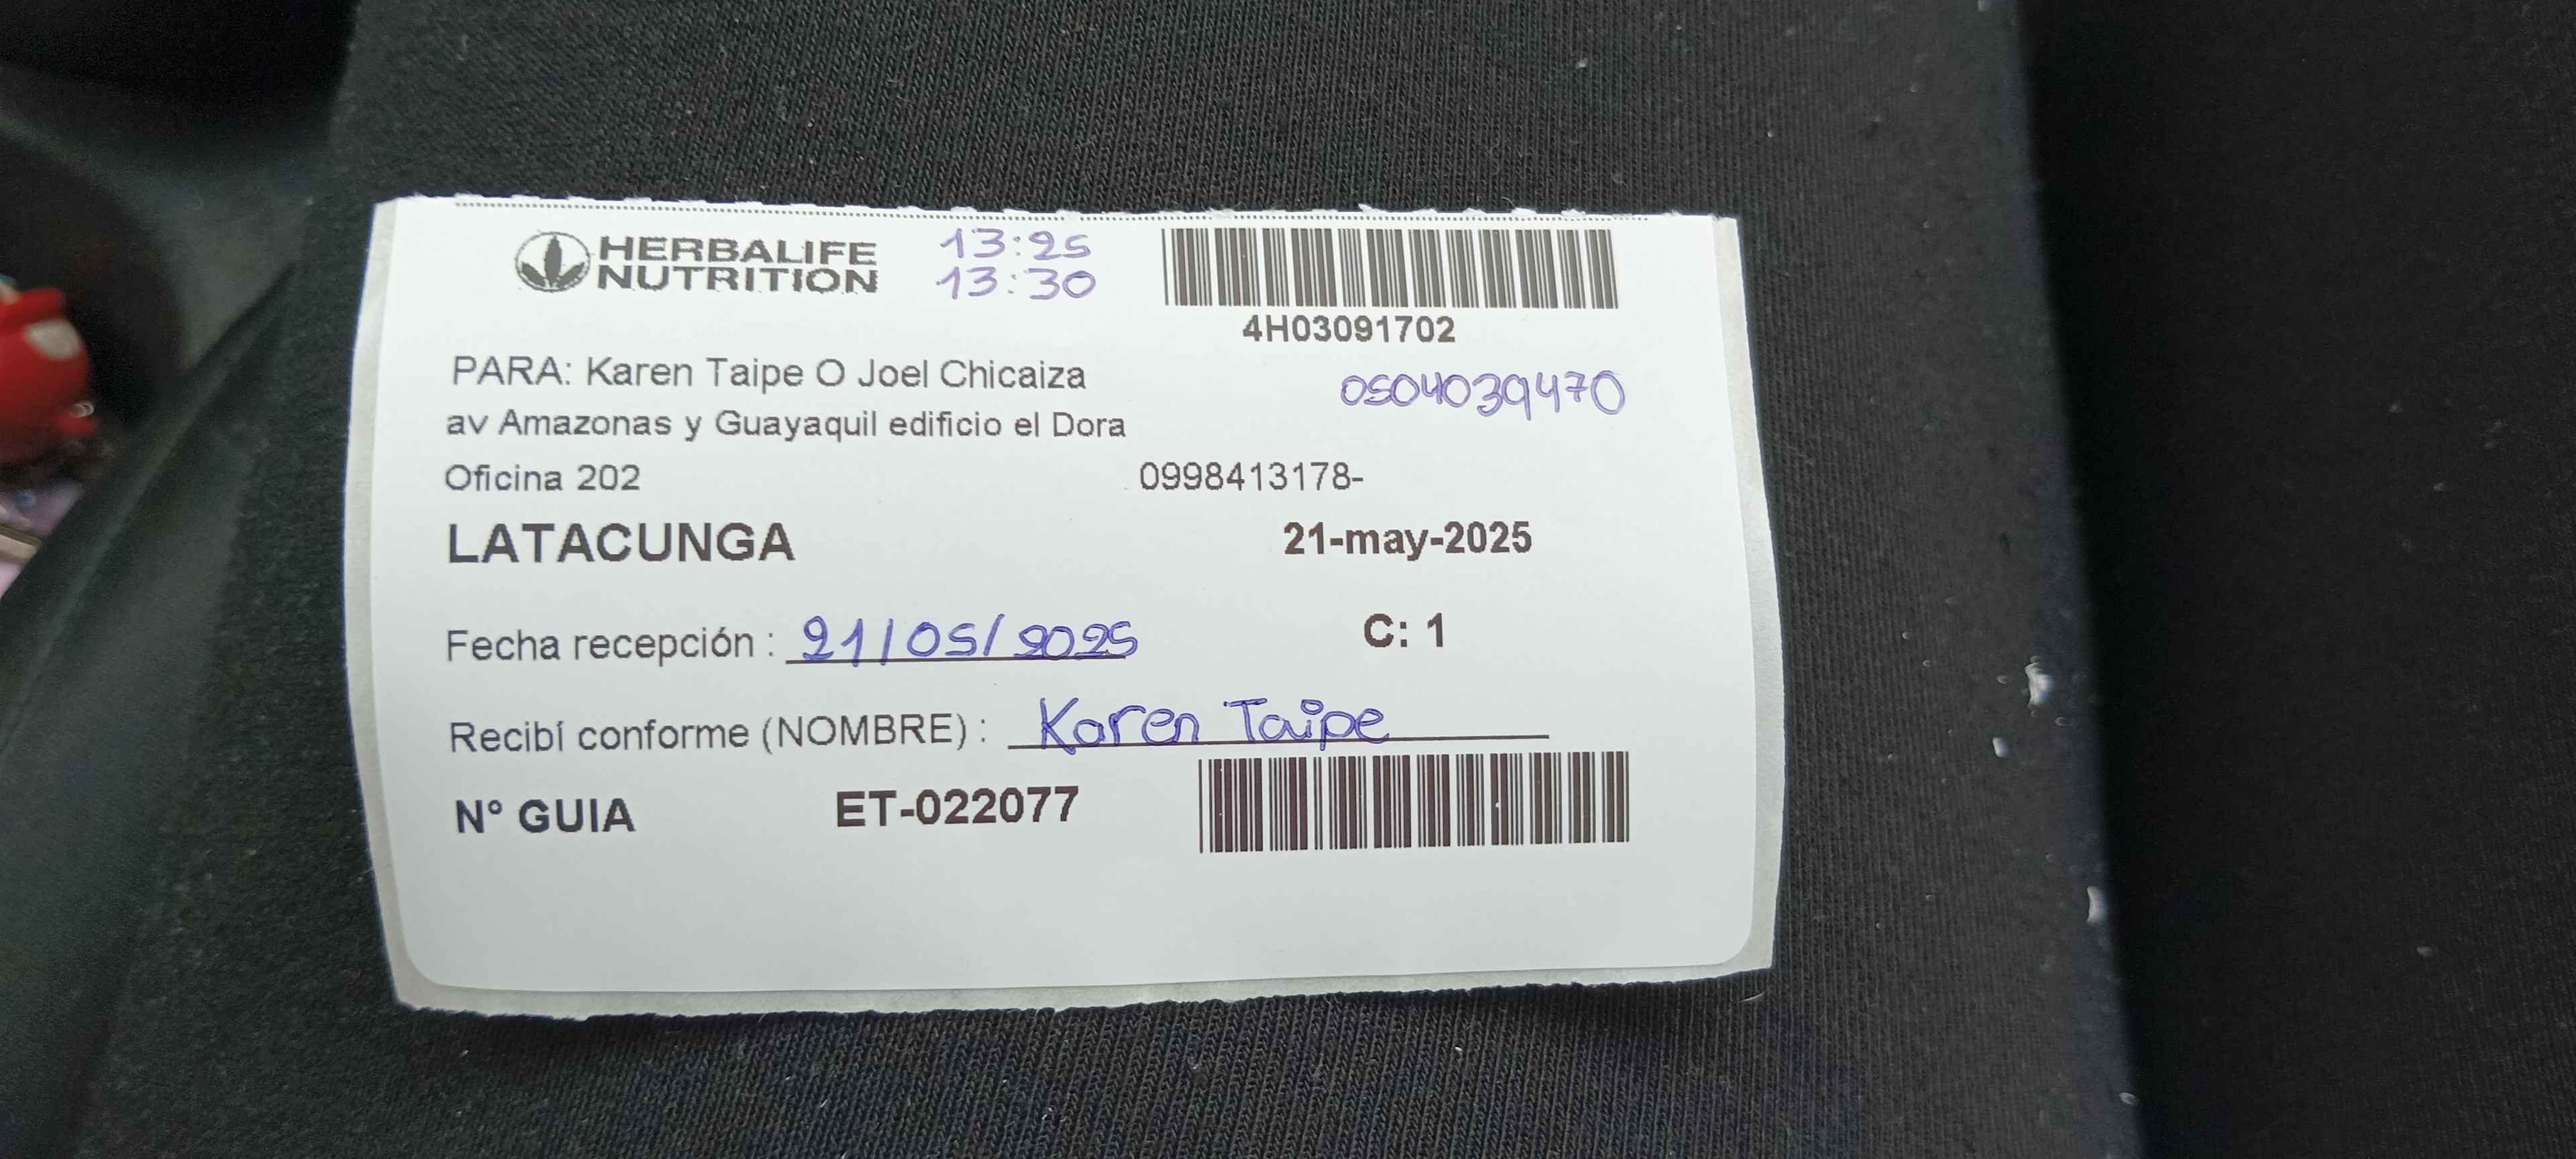 HERBALIFE
NUTRITION
13:25
13:30
4H03091702
PARA: Karen Taipe O Joel Chicaiza
0504039470
av Amazonas y Guayaquil edificio el Dora
Oficina 202 0998413178-
LATACUNGA 21-may-2025
Fecha recepción : 21/05/2025 C: 1
Recibí conforme (NOMBRE) : Karen Taipe
N° GUIA ET-022077